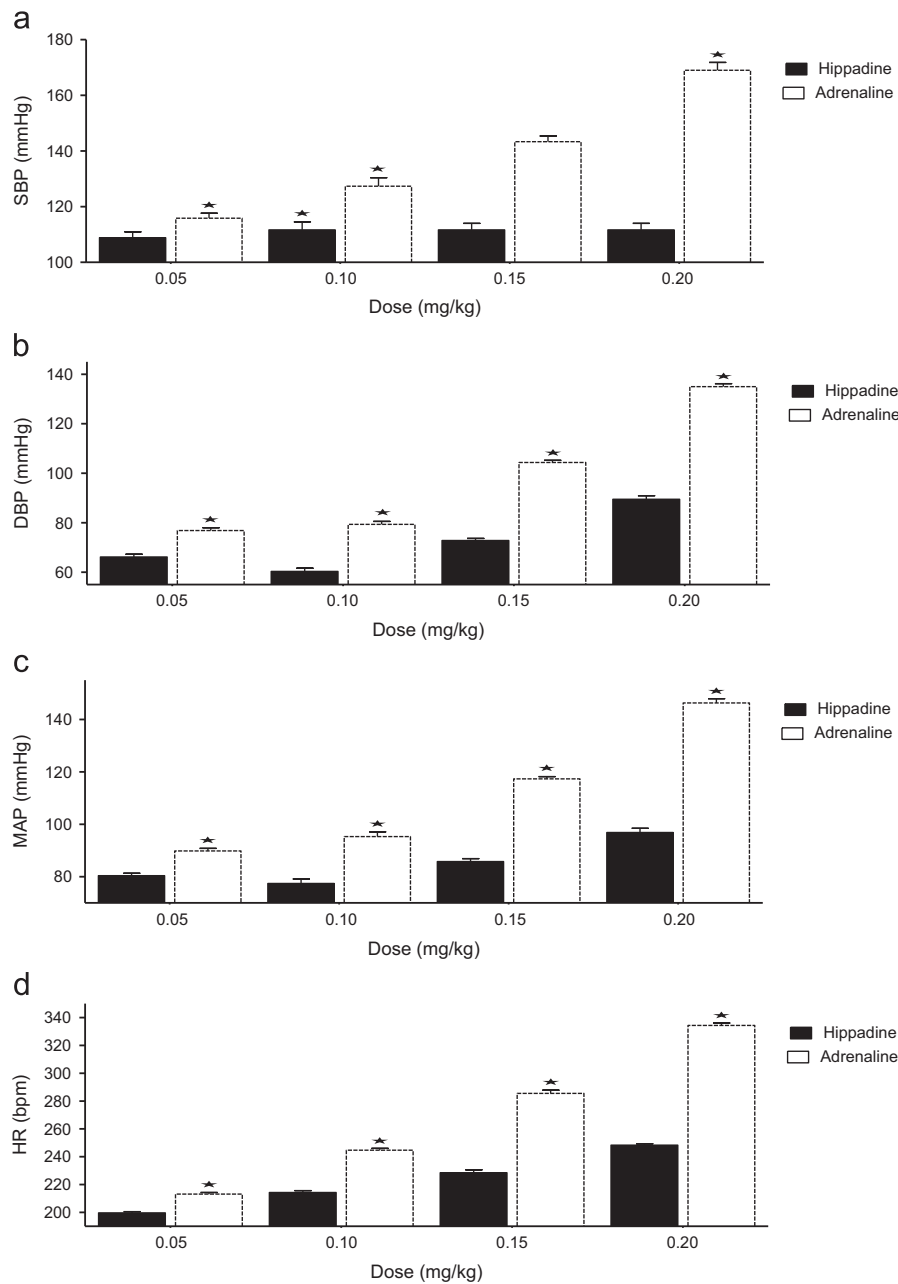 a
SBP (mmHg)
180
160
140
120
100
0.05 0.10 0.15 0.20
Dose (mg/kg)
Hippadine
Adrenaline
b
DBP (mmHg)
140
120
100
80
60
0.05 0.10 0.15 0.20
Dose (mg/kg)
Hippadine
Adrenaline
c
MAP (mmHg)
140
120
100
80
0.05 0.10 0.15 0.20
Dose (mg/kg)
Hippadine
Adrenaline
d
HR (bpm)
340
320
300
280
260
240
220
200
0.05 0.10 0.15 0.20
Dose (mg/kg)
Hippadine
Adrenaline